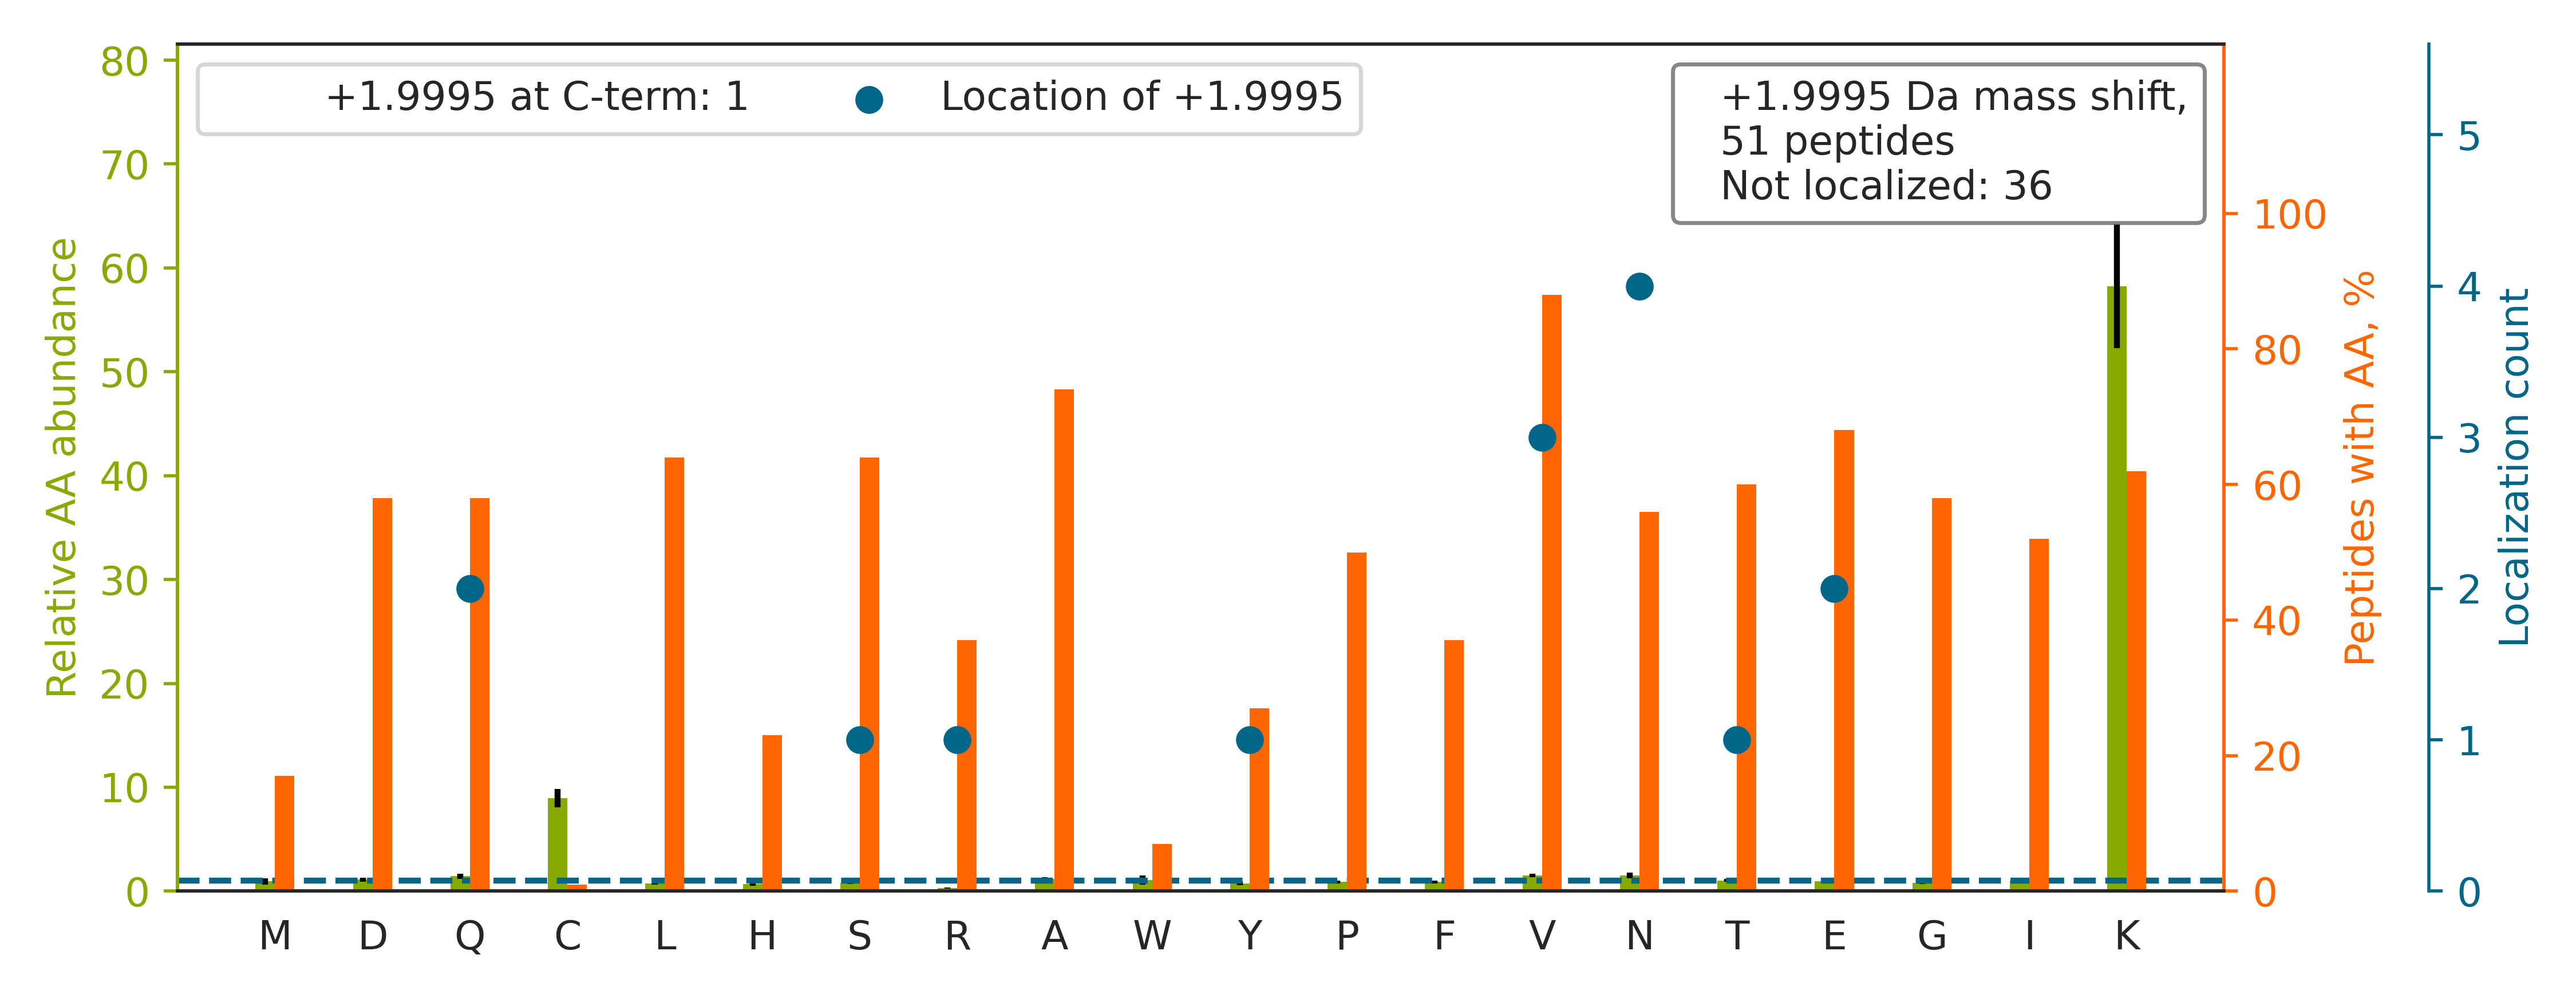 +1.9995 at C-term: 1
Location of +1.9995
+1.9995 Da mass shift,
51 peptides
Not localized: 36
Relative AA abundance
80
70
60
50
40
30
20
10
0
M D Q C L H S R A W Y P F V N T E G I K
100
80
60
40
20
0
Peptides with AA, %
5
4
3
2
1
0
Localization count